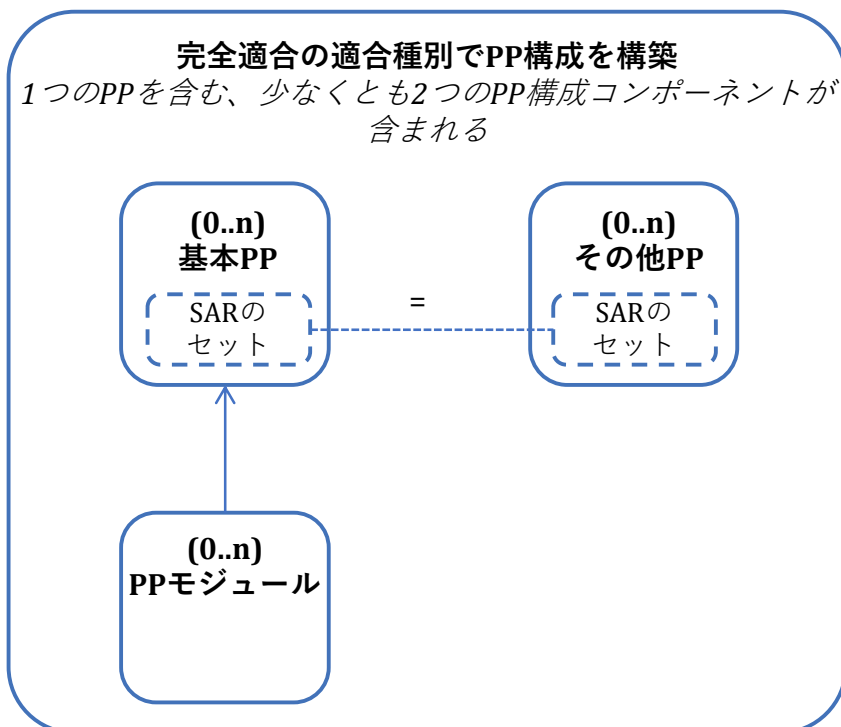 完全適合の適合種別でPP構成を構築
1つのPPを含む、少なくとも2つのPP構成コンポーネントが
含まれる
(0..n)
基本PP
SARの
セット
=
(0..n)
その他PP
SARの
セット
(0..n)
PPモジュール